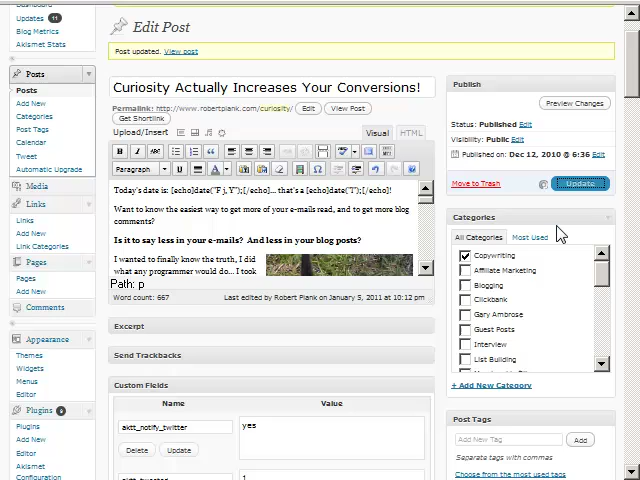 Dashboard
Updates 11
Blog Metrics
Akismet Stats
Posts
Posts
Add New
Categories
Post Tags
Calendar
Tweet
Automatic Upgrade
Media
Links
Links
Add New
Link Categories
Pages
Pages
Add New
Comments
Appearance
Themes
Widgets
Menus
Editor
Plugins
Plugins
Add New
Editor
Akismet
Configuration
Edit Post
Post updated. View post
Curiosity Actually Increases Your Conversions!
Permalink: http://www.robertplank.com/curiosity/ Edit View Post
Get Shortlink
Upload/Insert Visual HTML
B I ABC
Paragraph U A
Today's date is: [echo]date("F j, Y");[/echo]... that's a [echo]date("l");[/echo]!
Want to know the easiest way to get more of your e-mails read, and to get more blog
comments?
Is it to say less in your e-mails? And less in your blog posts?
I wanted to finally know the truth, I did
what any programmer would do... I took
Path: p
Word count: 667 Last edited by Robert Plank on January 5, 2011 at 10:12 pm
Excerpt
Send Trackbacks
Custom Fields
Name Value
aktt_notify_twitter yes
Delete Update
aktt_tweeted 1
Publish
Preview Changes
Status: Published Edit
Visibility: Public Edit
Published on: Dec 12, 2010 @ 6:36 Edit
Move to Trash Update
Categories
All Categories Most Used
Copywriting
Affiliate Marketing
Blogging
Clickbank
Gary Ambrose
Guest Posts
Interview
List Building
+ Add New Category
Post Tags
Add New Tag Add
Separate tags with commas
Choose from the most used tags